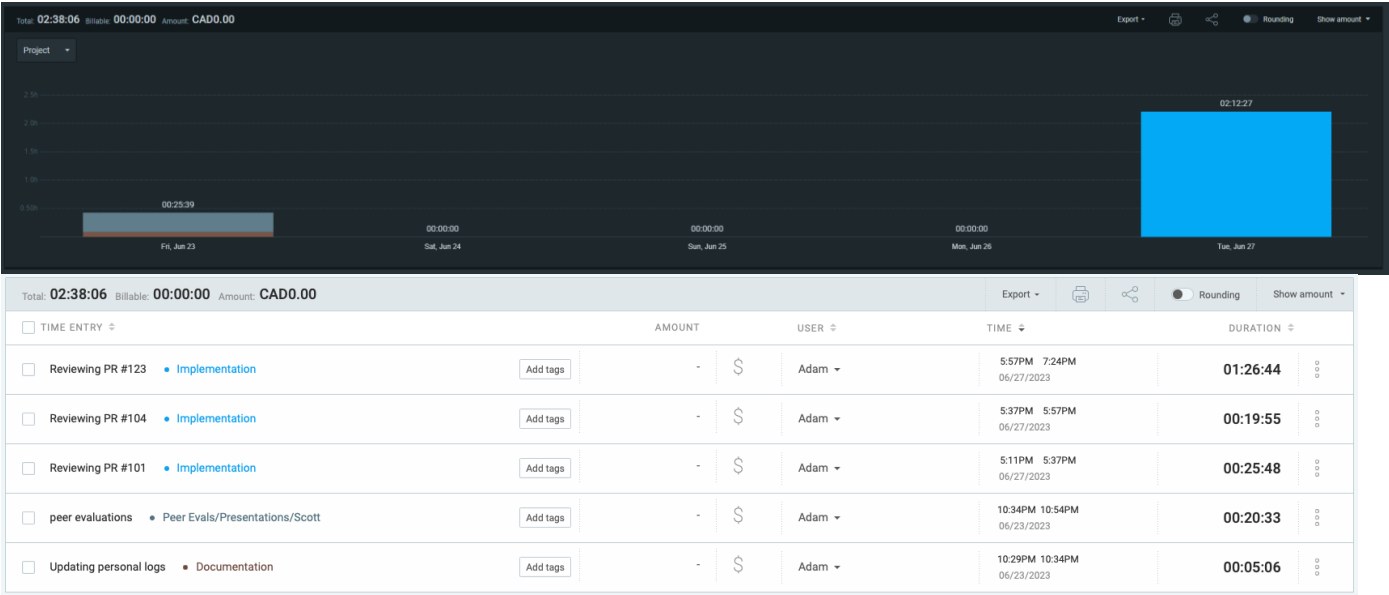 Total: 02:38:06 Billable: 00:00:00 Amount: CAD0.00 Export Rounding Show amount
Project
2.5h
02:12:27
2.0h
1.5h
1.0h
00:25:39
0.50h
00:00:00 00:00:00 00:00:00
Fri, Jun 23 Sat, Jun 24 Sun, Jun 25 Mon, Jun 26 Tue, Jun 27
Total: 02:38:06 Billable: 00:00:00 Amount: CAD0.00 Export Rounding Show amount
TIME ENTRY AMOUNT USER TIME DURATION
Reviewing PR #123 • Implementation Add tags - $ Adam 5:57PM 7:24PM 01:26:44
06/27/2023
Reviewing PR #104 • Implementation Add tags - $ Adam 5:37PM 5:57PM 00:19:55
06/27/2023
Reviewing PR #101 • Implementation Add tags - $ Adam 5:11PM 5:37PM 00:25:48
06/27/2023
peer evaluations • Peer Evals/Presentations/Scott Add tags - $ Adam 10:34PM 10:54PM 00:20:33
06/23/2023
Updating personal logs • Documentation Add tags - $ Adam 10:29PM 10:34PM 00:05:06
06/23/2023